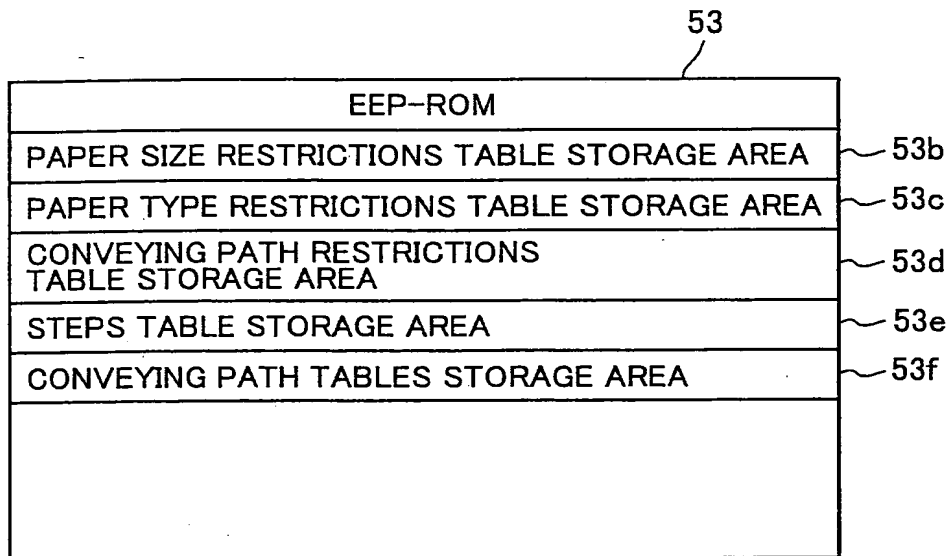 53
EEP-ROM
PAPER SIZE RESTRICTIONS TABLE STORAGE AREA
53b
PAPER TYPE RESTRICTIONS TABLE STORAGE AREA
53c
CONVEYING PATH RESTRICTIONS
TABLE STORAGE AREA
53d
STEPS TABLE STORAGE AREA
53e
CONVEYING PATH TABLES STORAGE AREA
53f